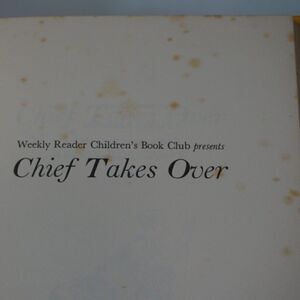 Weekly Reader Children's Book Club presents
Chief Takes Over